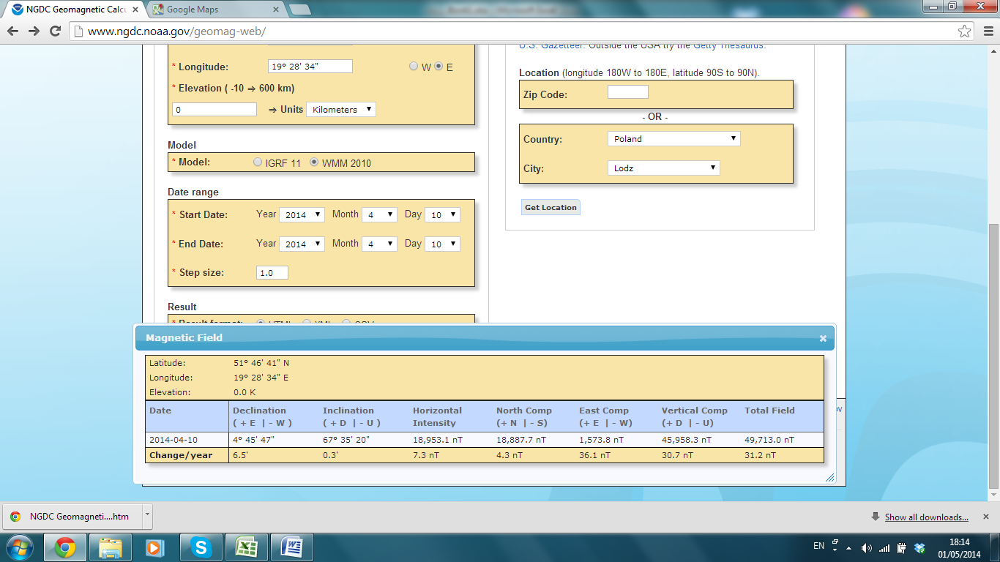 NGDC Geomagnetic Calcu
Google Maps
www.ngdc.noaa.gov/geomag-web/
* Longitude: 19° 28' 34" W E
* Elevation ( -10 ⇒ 600 km)
0 ⇒ Units Kilometers
Model
* Model: IGRF 11 WMM 2010
Date range
* Start Date: Year 2014 Month 4 Day 10
* End Date: Year 2014 Month 4 Day 10
* Step size: 1.0
Result
* Result format: HTML XML CSV
U.S. Gazetteer. Outside the USA try the Getty Thesaurus.
Location (longitude 180W to 180E, latitude 90S to 90N).
Zip Code:
- OR -
Country: Poland
City: Lodz
Get Location
Magnetic Field
Latitude: 51° 46' 41" N
Longitude: 19° 28' 34" E
Elevation: 0.0 K
Date Declination Inclination Horizontal North Comp East Comp Vertical Comp Total Field
( + E | - W ) ( + D | - U ) Intensity (+ N | - S) (+ E | - W) (+ D | - U)
2014-04-10 4° 45' 47" 67° 35' 20" 18,953.1 nT 18,887.7 nT 1,573.8 nT 45,958.3 nT 49,713.0 nT
Change/year 6.5' 0.3' 7.3 nT 4.3 nT 36.1 nT 30.7 nT 31.2 nT
NGDC Geomagneti....htm
Show all downloads...
EN
18:14
01/05/2014